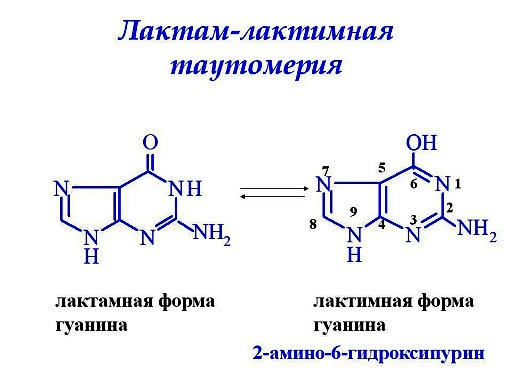 Лактам-лактимная
таутомерия
O
OH
N
NH
N
H
N
NH2
7
5
6
N
N 1
2
8
9
4
3
N
H
N
NH2
лактамная форма
гуанина
лактимная форма
гуанина
2-амино-6-гидроксипурин